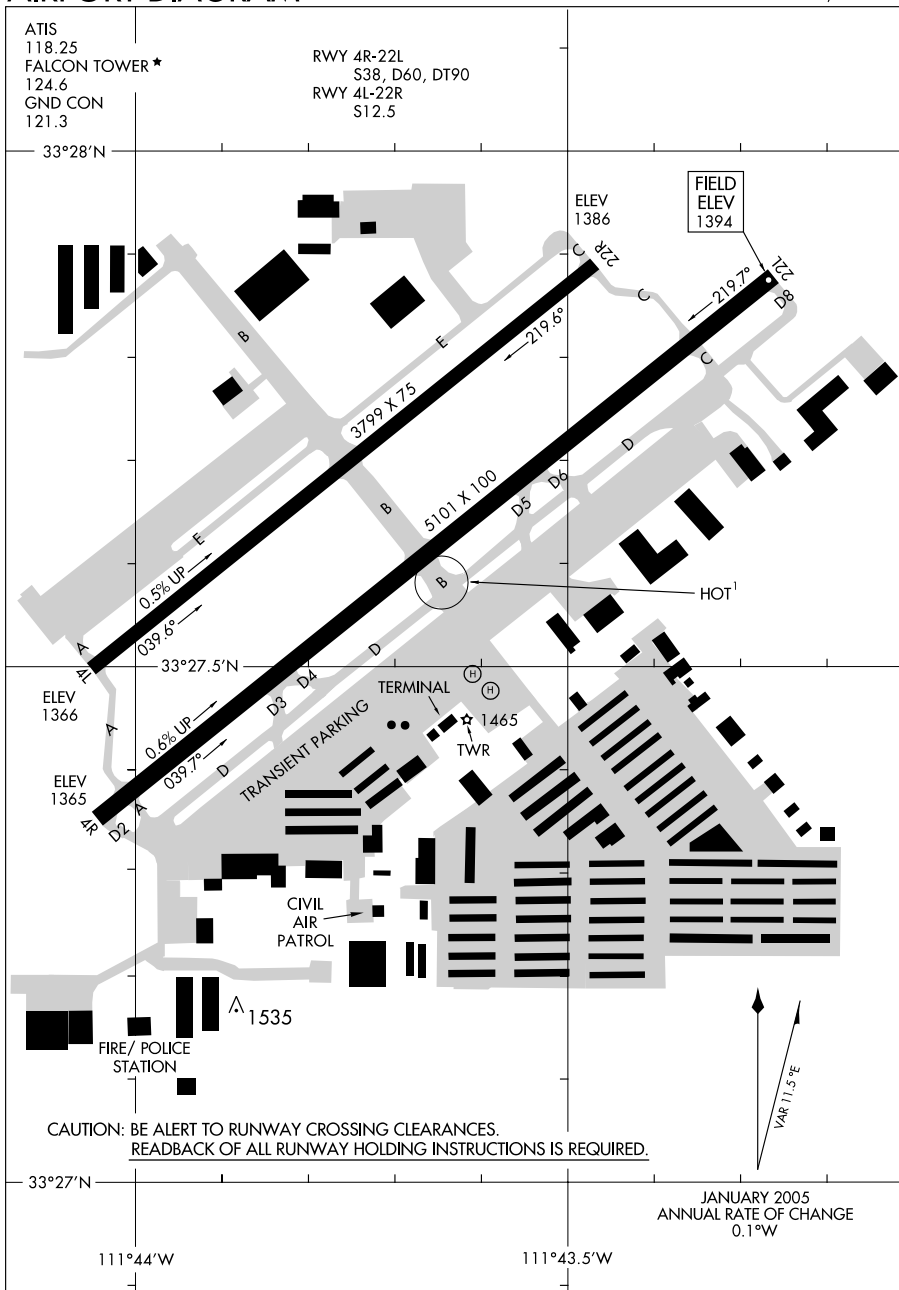 AIRPORT DIAGRAM
ATIS
118.25
FALCON TOWER★
124.6
GND CON
121.3
RWY 4R-22L
S38, D60, DT90
RWY 4L-22R
S12.5
33°28'N
FIELD
ELEV
1394
ELEV
1386
C
22R
22L
219.7°
D8
C
219.6°
C
B
E
3799 X 75
D
D6
D5
5101 X 100
B
E
0.5% UP
039.6°
B
HOT1
A
4L
33°27.5'N
D
H
H
ELEV
1366
D4
D3
TERMINAL
1465
TWR
A
0.6% UP
039.7°
D
TRANSIENT PARKING
ELEV
1365
A
4R
D2
CIVIL
AIR
PATROL
1535
FIRE/ POLICE
STATION
VAR 11.5 °E
CAUTION: BE ALERT TO RUNWAY CROSSING CLEARANCES.
READBACK OF ALL RUNWAY HOLDING INSTRUCTIONS IS REQUIRED.
33°27'N
JANUARY 2005
ANNUAL RATE OF CHANGE
0.1°W
111°44'W
111°43.5'W